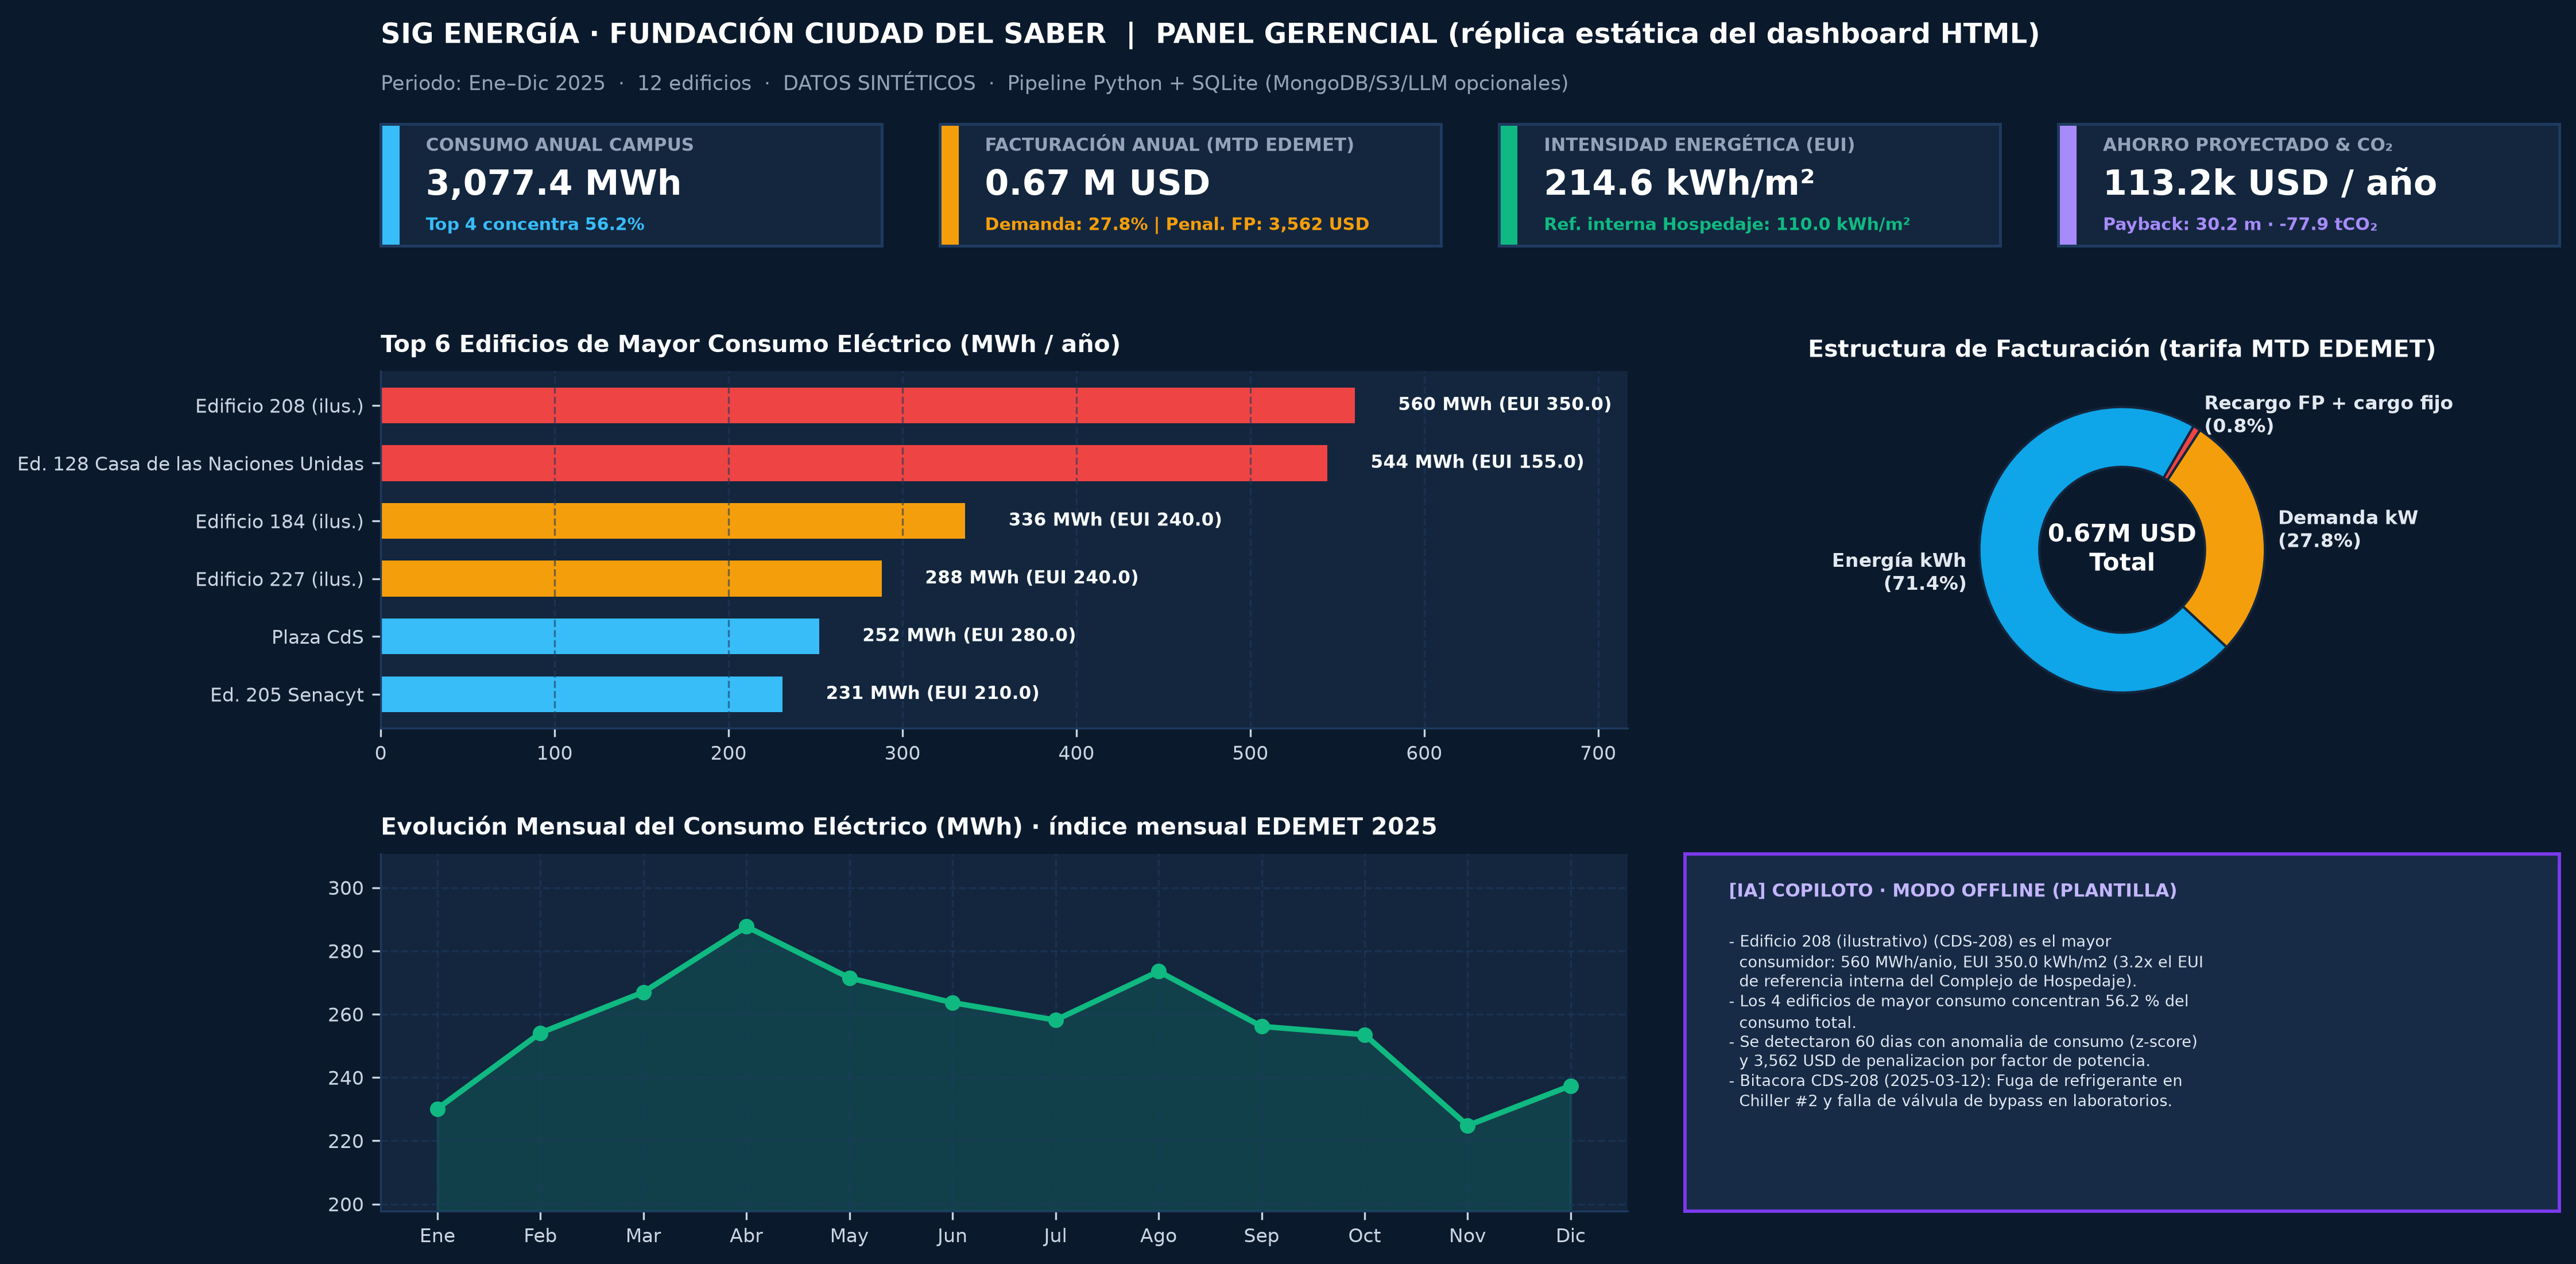 SIG ENERGÍA · FUNDACIÓN CIUDAD DEL SABER | PANEL GERENCIAL (réplica estática del dashboard HTML)
Periodo: Ene–Dic 2025 · 12 edificios · DATOS SINTÉTICOS · Pipeline Python + SQLite (MongoDB/S3/LLM opcionales)
CONSUMO ANUAL CAMPUS
3,077.4 MWh
Top 4 concentra 56.2%
FACTURACIÓN ANUAL (MTD EDEMET)
0.67 M USD
Demanda: 27.8% | Penal. FP: 3,562 USD
INTENSIDAD ENERGÉTICA (EUI)
214.6 kWh/m²
Ref. interna Hospedaje: 110.0 kWh/m²
AHORRO PROYECTADO & CO₂
113.2k USD / año
Payback: 30.2 m · -77.9 tCO₂
Top 6 Edificios de Mayor Consumo Eléctrico (MWh / año)
Edificio 208 (ilus.)
560 MWh (EUI 350.0)
Ed. 128 Casa de las Naciones Unidas
544 MWh (EUI 155.0)
Edificio 184 (ilus.)
336 MWh (EUI 240.0)
Edificio 227 (ilus.)
288 MWh (EUI 240.0)
Plaza CdS
252 MWh (EUI 280.0)
Ed. 205 Senacyt
231 MWh (EUI 210.0)
0 100 200 300 400 500 600 700
Estructura de Facturación (tarifa MTD EDEMET)
Recargo FP + cargo fijo
(0.8%)
Demanda kW
(27.8%)
0.67M USD
Total
Energía kWh
(71.4%)
Evolución Mensual del Consumo Eléctrico (MWh) · índice mensual EDEMET 2025
300
280
260
240
220
200
Ene Feb Mar Abr May Jun Jul Ago Sep Oct Nov Dic
[IA] COPILOTO · MODO OFFLINE (PLANTILLA)
- Edificio 208 (ilustrativo) (CDS-208) es el mayor
consumidor: 560 MWh/anio, EUI 350.0 kWh/m2 (3.2x el EUI
de referencia interna del Complejo de Hospedaje).
- Los 4 edificios de mayor consumo concentran 56.2 % del
consumo total.
- Se detectaron 60 dias con anomalia de consumo (z-score)
y 3,562 USD de penalizacion por factor de potencia.
- Bitacora CDS-208 (2025-03-12): Fuga de refrigerante en
Chiller #2 y falla de válvula de bypass en laboratorios.